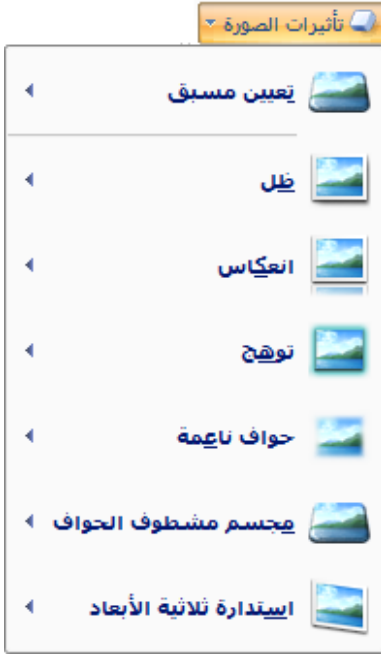 تأثيرات الصورة
تعيين مسبق
ظل
انعكاس
توهج
حواف ناعمة
مجسم مشطوف الحواف
استدارة ثلاثية الأبعاد